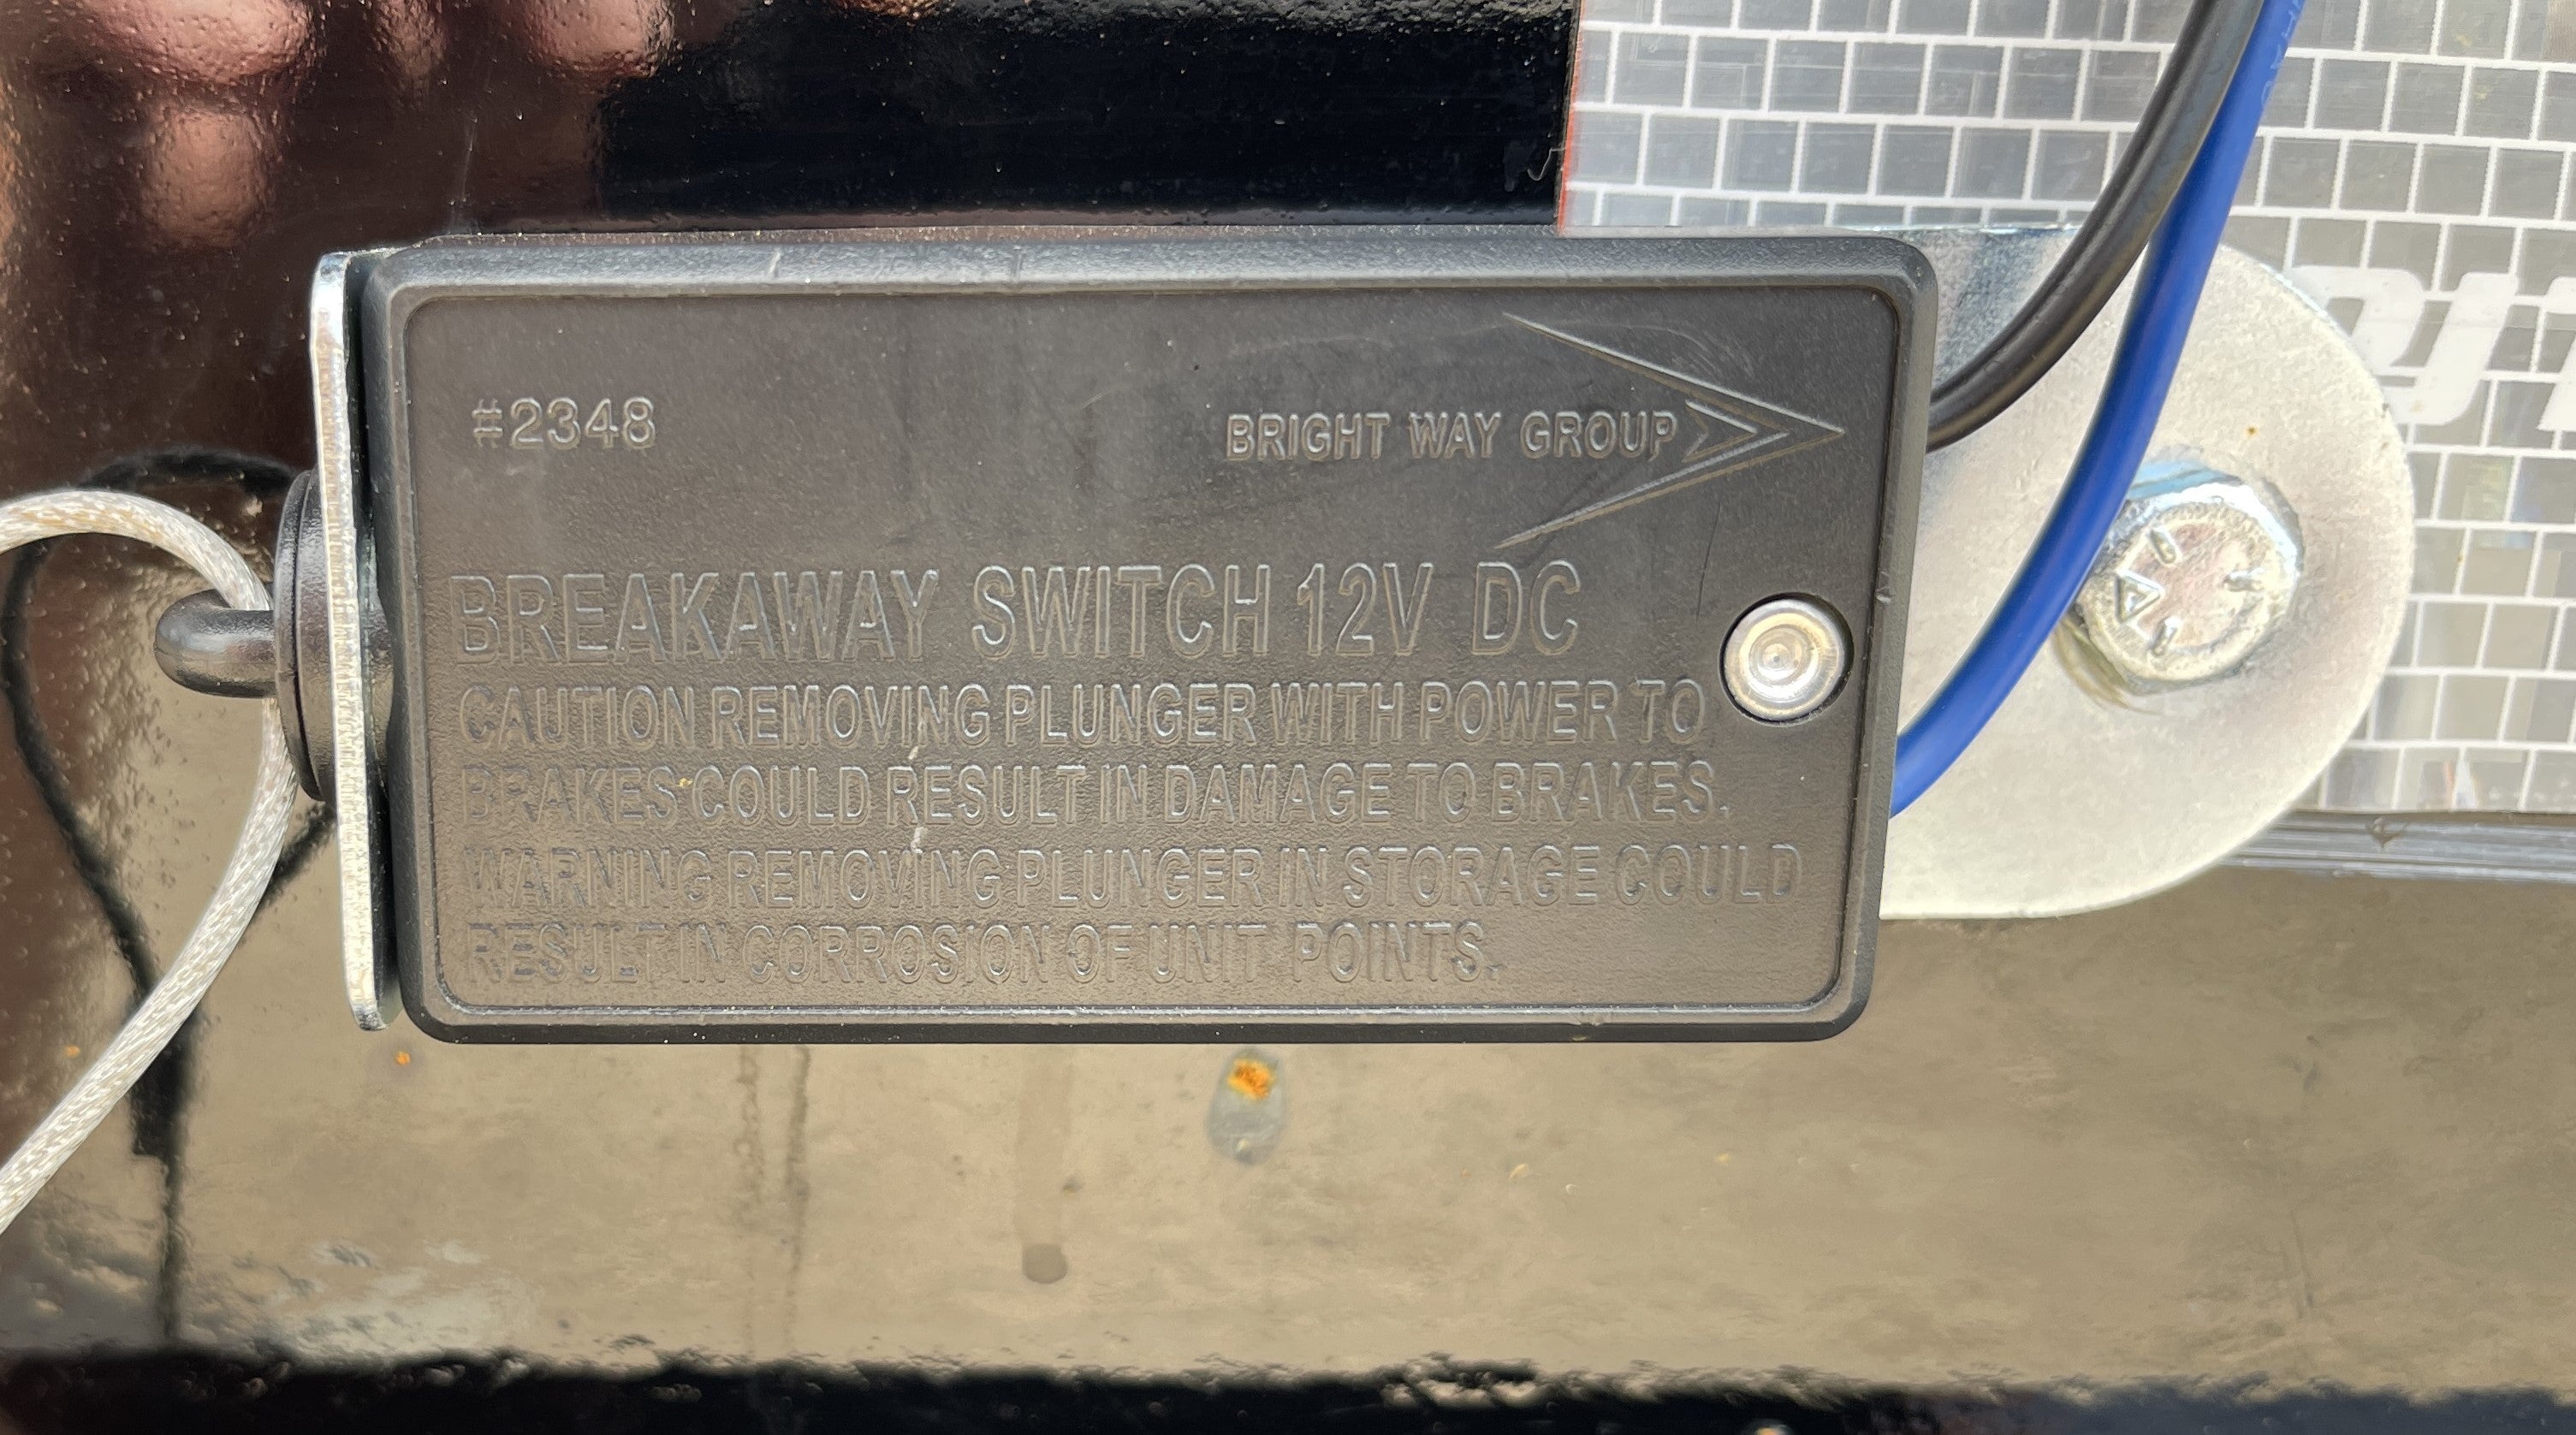 #2348
BRIGHT WAY GROUP
BREAKAWAY SWITCH 12V DC
CAUTION REMOVING PLUNGER WITH POWER TO
BRAKES COULD RESULT IN DAMAGE TO BRAKES.
WARNING REMOVING PLUNGER IN STORAGE COULD
RESULT IN CORROSION OF UNIT POINTS.